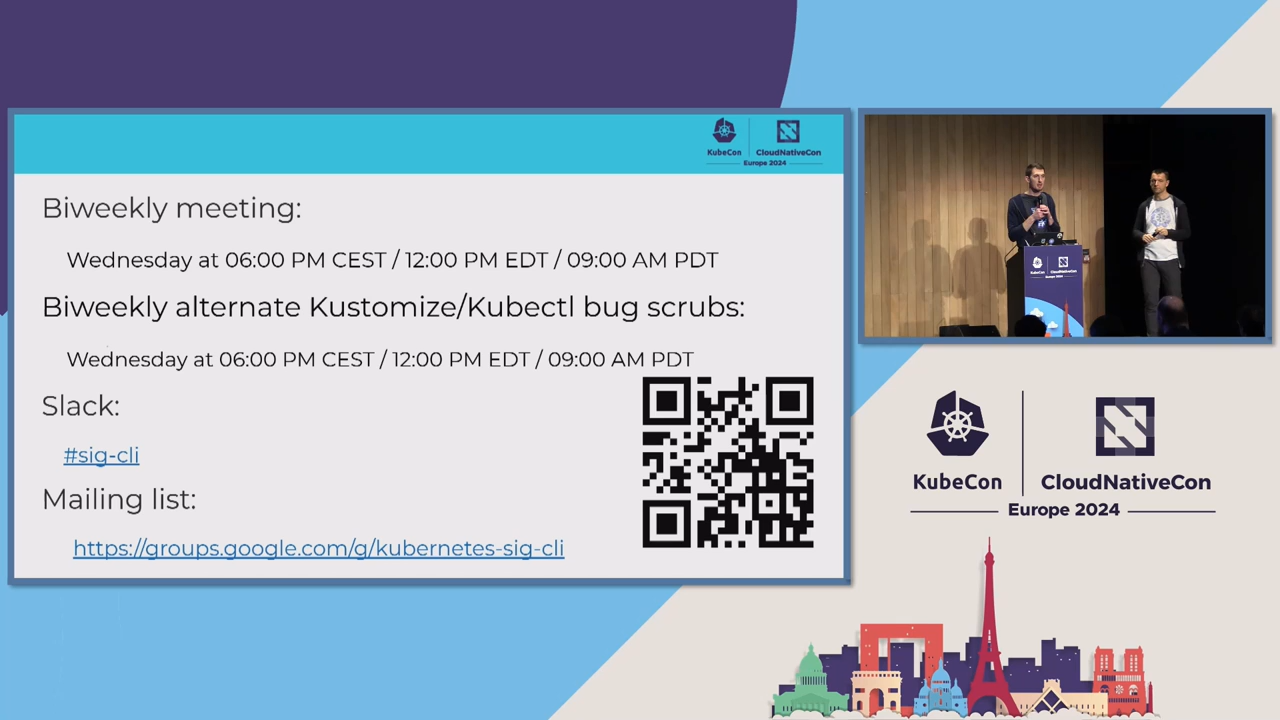 KubeCon
CloudNativeCon
Europe 2024
Biweekly meeting:
Wednesday at 06:00 PM CEST / 12:00 PM EDT / 09:00 AM PDT
Biweekly alternate Kustomize/Kubectl bug scrubs:
Wednesday at 06:00 PM CEST / 12:00 PM EDT / 09:00 AM PDT
Slack:
#sig-cli
Mailing list:
https://groups.google.com/g/kubernetes-sig-cli
KubeCon
CloudNativeCon
Europe 2024